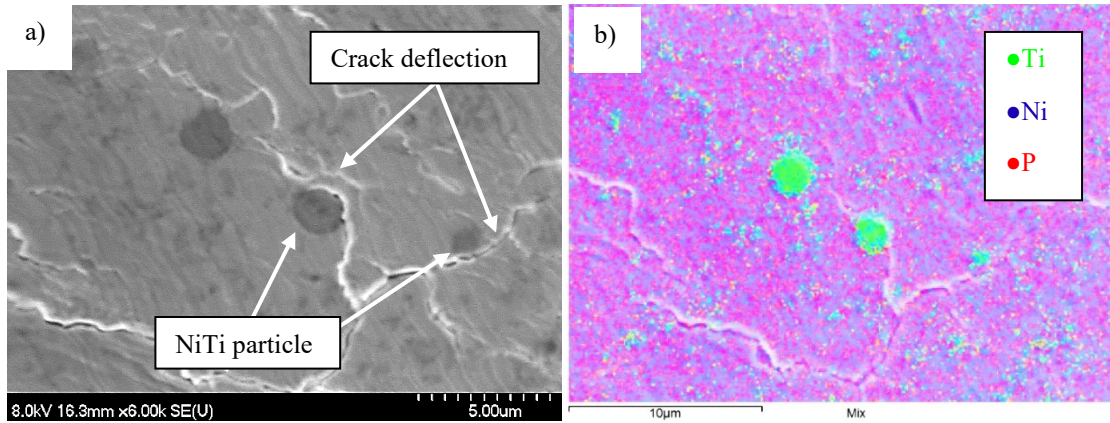 a)
Crack deflection
NiTi particle
8.0kV 16.3mm x6.00k SE(U)
5.00um
b)
Ti
Ni
P
10µm
Mix